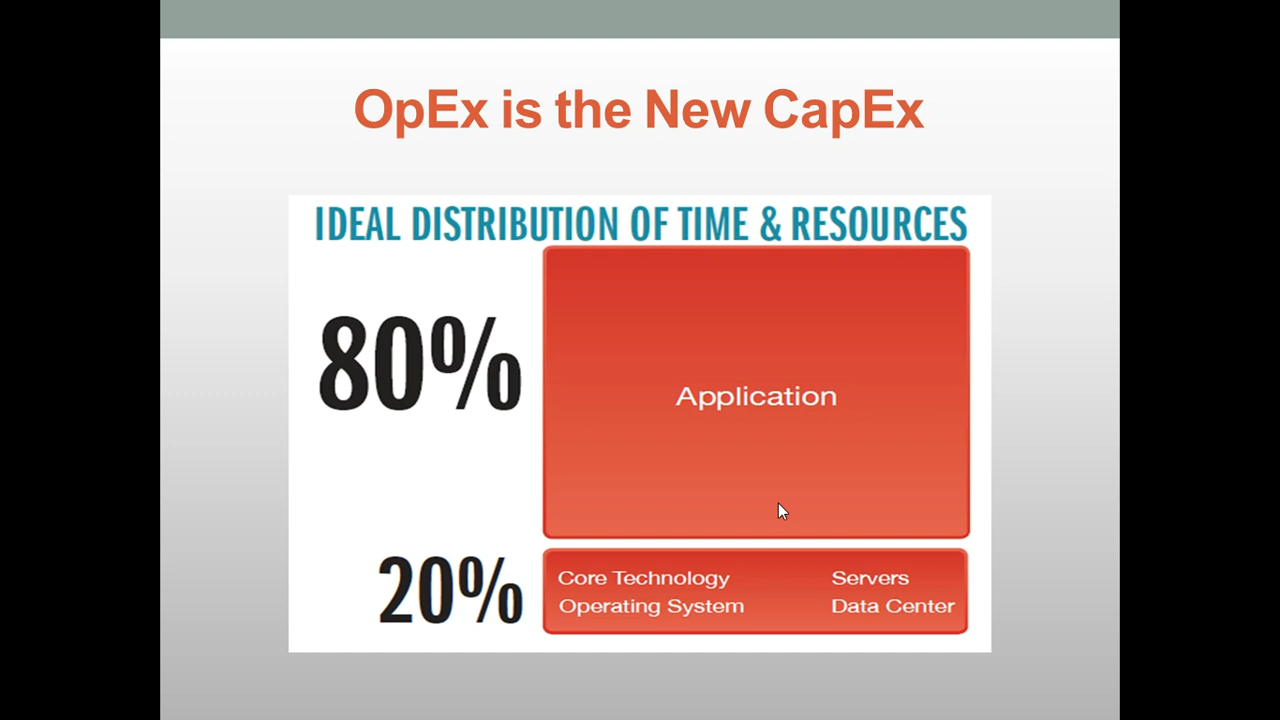 OpEx is the New CapEx
IDEAL DISTRIBUTION OF TIME & RESOURCES
80%
Application
20%
Core Technology
Servers
Operating System
Data Center